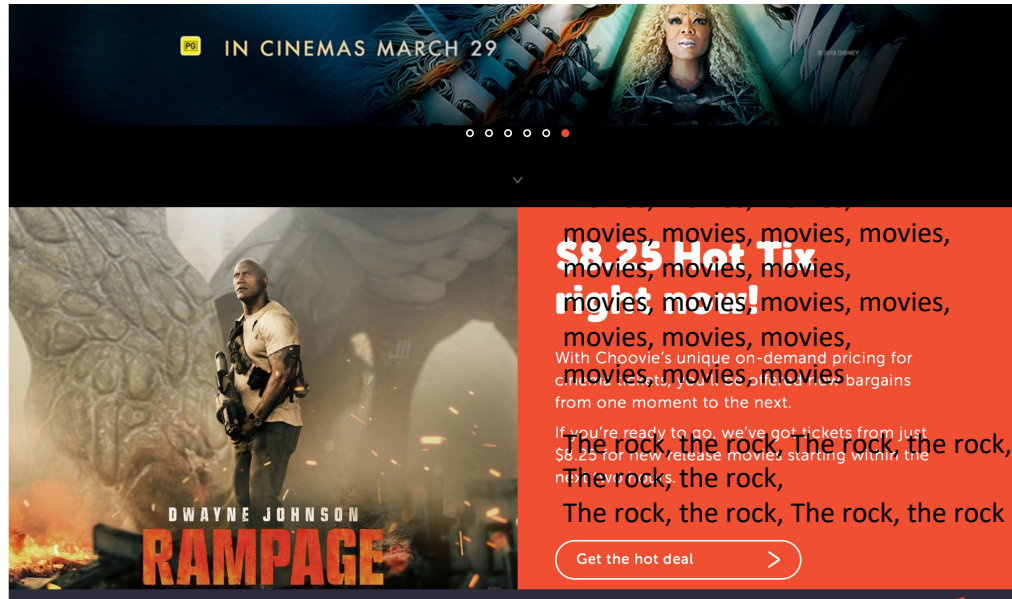 PG IN CINEMAS MARCH 29
© 2018 DISNEY
movies, movies, movies,
movies, movies, movies, movies,
$8.25 Hot Tix
movies, movies, movies,
right now!
movies, movies, movies, movies,
movies, movies, movies,
With Choovie's unique on-demand pricing for
movies, movies, movies
cinema tickets, you'll be offered new bargains
from one moment to the next.
If you're ready to go, we've got tickets from just
The rock, the rock, The rock, the rock,
$8.25 for new release movies starting within the
The rock, the rock,
next two hours.
The rock, the rock, The rock, the rock
DWAYNE JOHNSON
RAMPAGE
Get the hot deal